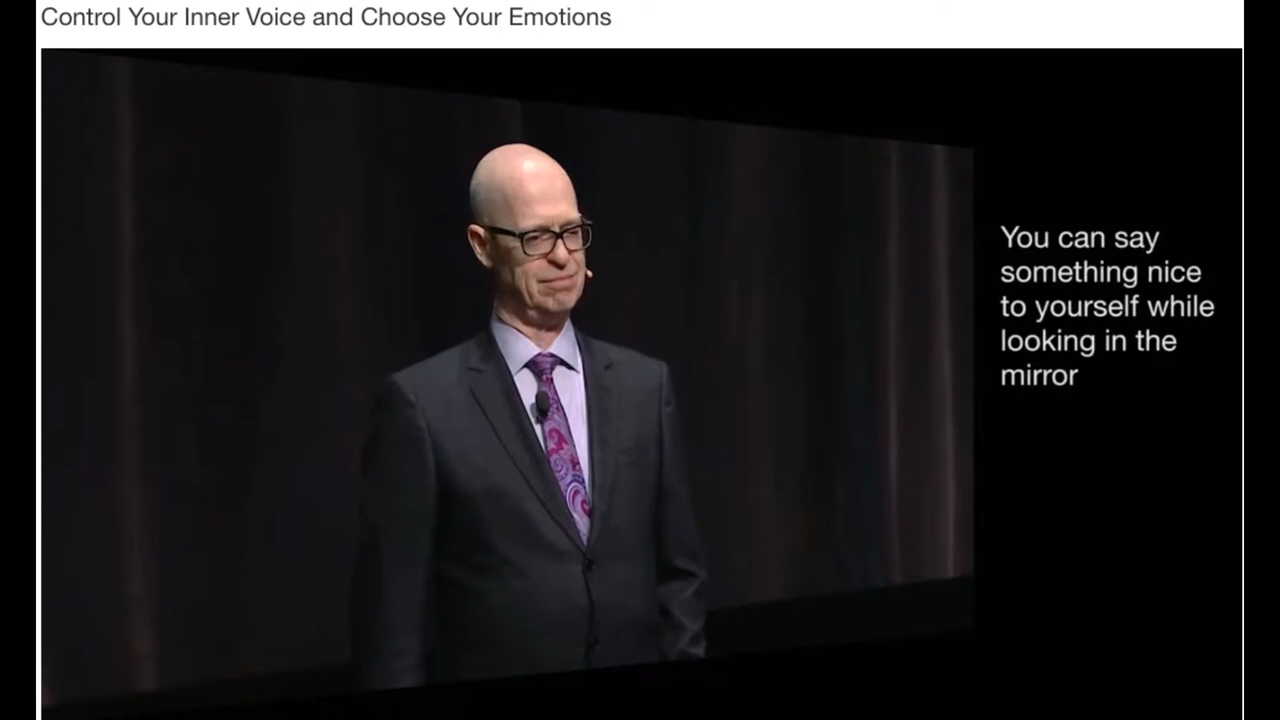 Control Your Inner Voice and Choose Your Emotions
You can say
something nice
to yourself while
looking in the
mirror